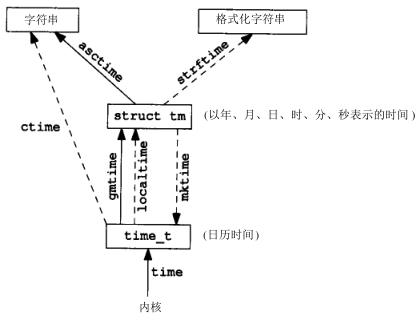 字符串
格式化字符串
asctime
strftime
ctime
struct tm
(以年、月、日、时、分、秒表示的时间)
gmtime
localtime
mktime
time_t
(日历时间)
time
内核